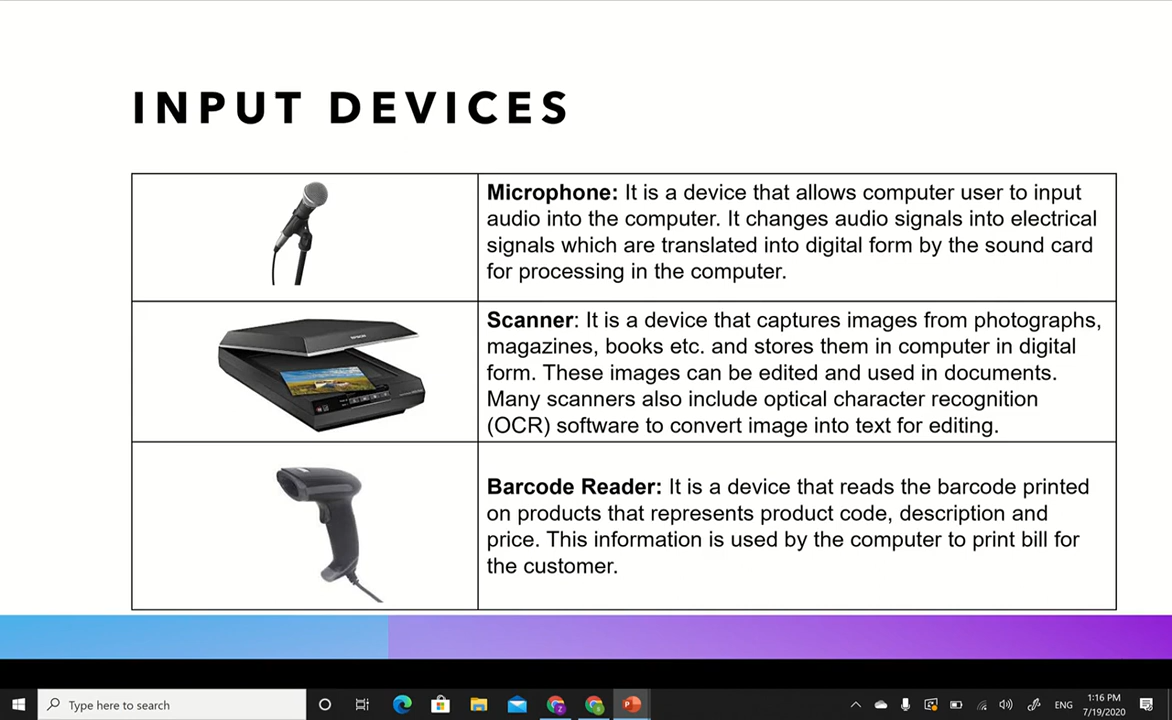 INPUT DEVICES
Microphone: It is a device that allows computer user to input
audio into the computer. It changes audio signals into electrical
signals which are translated into digital form by the sound card
for processing in the computer.
Scanner: It is a device that captures images from photographs,
magazines, books etc. and stores them in computer in digital
form. These images can be edited and used in documents.
Many scanners also include optical character recognition
(OCR) software to convert image into text for editing.
Barcode Reader: It is a device that reads the barcode printed
on products that represents product code, description and
price. This information is used by the computer to print bill for
the customer.
Type here to search
ENG
1:16 PM
7/19/2020